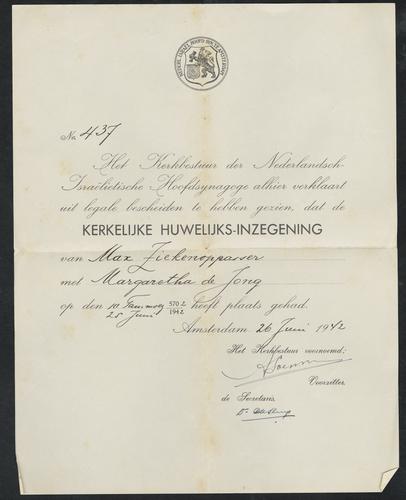 No. 437
Het Kerkbestuur der Nederlandsch-
Israëlietische Hoofdsynagoge alhier verklaart
uit legale bescheiden te hebben gezien, dat de
KERKELIJKE HUWELIJKS-INZEGENING
van Max Ziekenoppasser
met Margaretha de Jong
op den 10 Tammoez 5702 heeft plaats gehad.
25 Juni 1942
Amsterdam 26 Juni 1942
Het Kerkbestuur voornoemd:
Voorzitter.
de Secretaris.